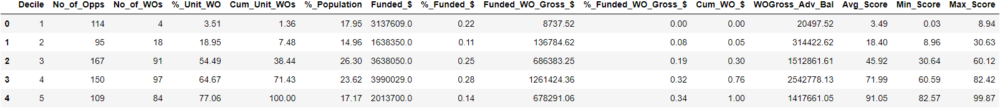 Decile No_of_Opps No_of_WOs %_Unit_WO Cum_Unit_WOs %_Population Funded_$ %_Funded_$ Funded_WO_Gross_$ %_Funded_WO_Gross_$ Cum_WO_$ WOGross_Adv_Bal Avg_Score Min_Score Max_Score
0 1 114 4 3.51 1.36 17.95 3137609.0 0.22 8737.52 0.00 0.00 20497.52 3.49 0.03 8.94
1 2 95 18 18.95 7.48 14.96 1638350.0 0.11 136784.62 0.08 0.05 314422.62 18.40 8.96 30.63
2 3 167 91 54.49 38.44 26.30 3638050.0 0.25 686383.25 0.19 0.30 1512861.61 45.92 30.64 60.12
3 4 150 97 64.67 71.43 23.62 3990029.0 0.28 1261424.36 0.32 0.76 2542778.13 71.99 60.59 82.42
4 5 109 84 77.06 100.00 17.17 2013700.0 0.14 678291.06 0.34 1.00 1417661.05 91.05 82.57 99.87